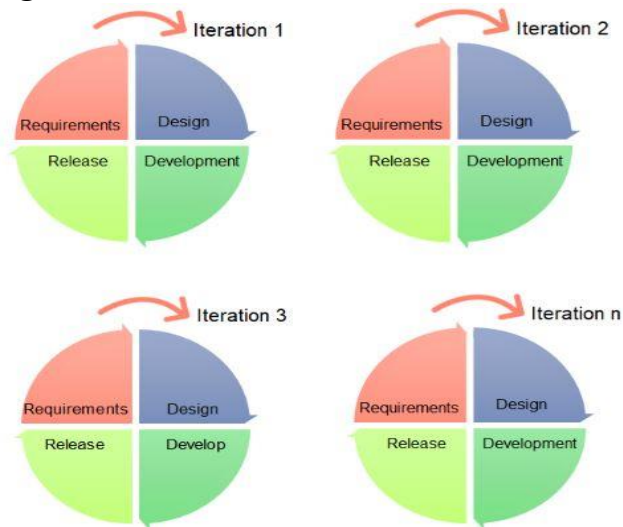 Iteration 1
Requirements
Design
Release
Development
Iteration 2
Requirements
Design
Release
Development
Iteration 3
Requirements
Design
Release
Develop
Iteration n
Requirements
Design
Release
Development